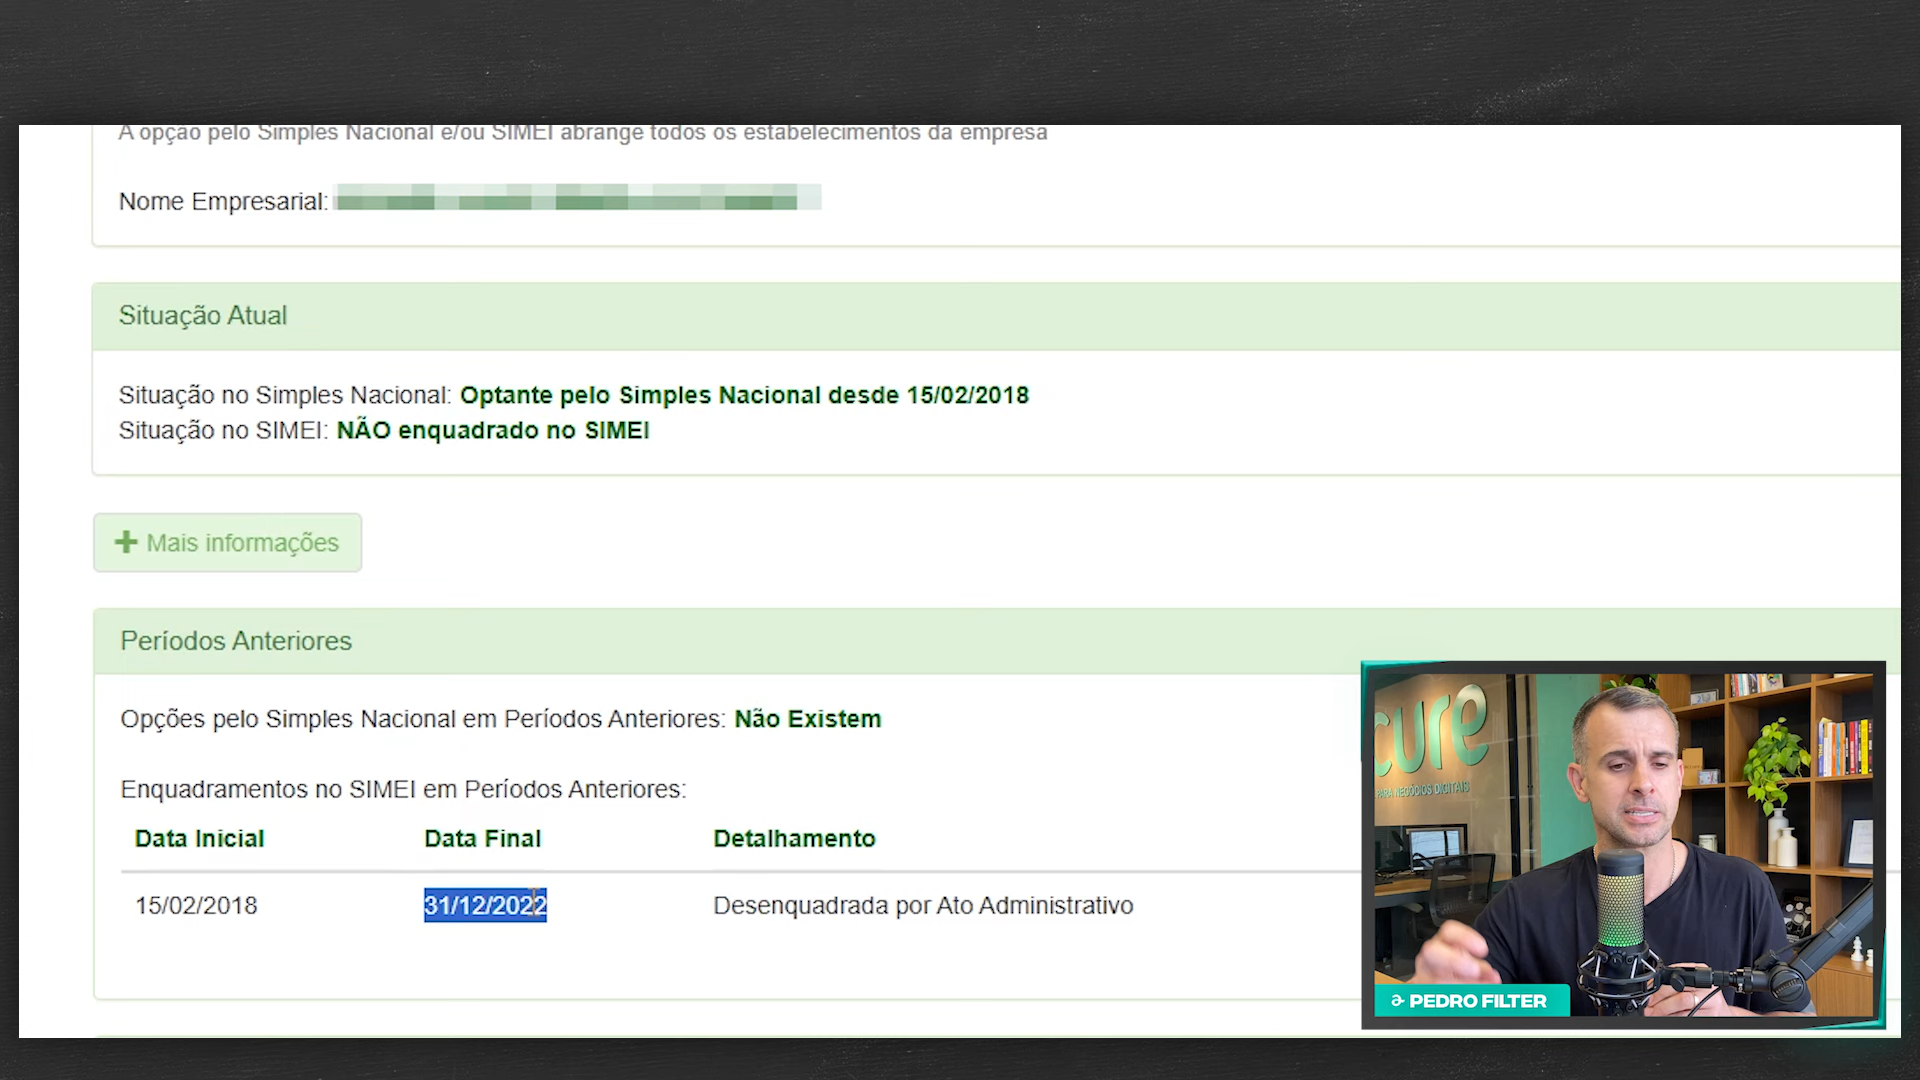 A opção pelo Simples Nacional e/ou SIMEI abrange todos os estabelecimentos da empresa
Nome Empresarial:
Situação Atual
Situação no Simples Nacional: Optante pelo Simples Nacional desde 15/02/2018
Situação no SIMEI: NÃO enquadrado no SIMEI
Mais informações
Períodos Anteriores
Opções pelo Simples Nacional em Períodos Anteriores: Não Existem
Enquadramentos no SIMEI em Períodos Anteriores:
Data Inicial Data Final Detalhamento
15/02/2018 31/12/2022 Desenquadrada por Ato Administrativo
cure
PARA NEGÓCIOS DIGITAIS
PEDRO FILTER